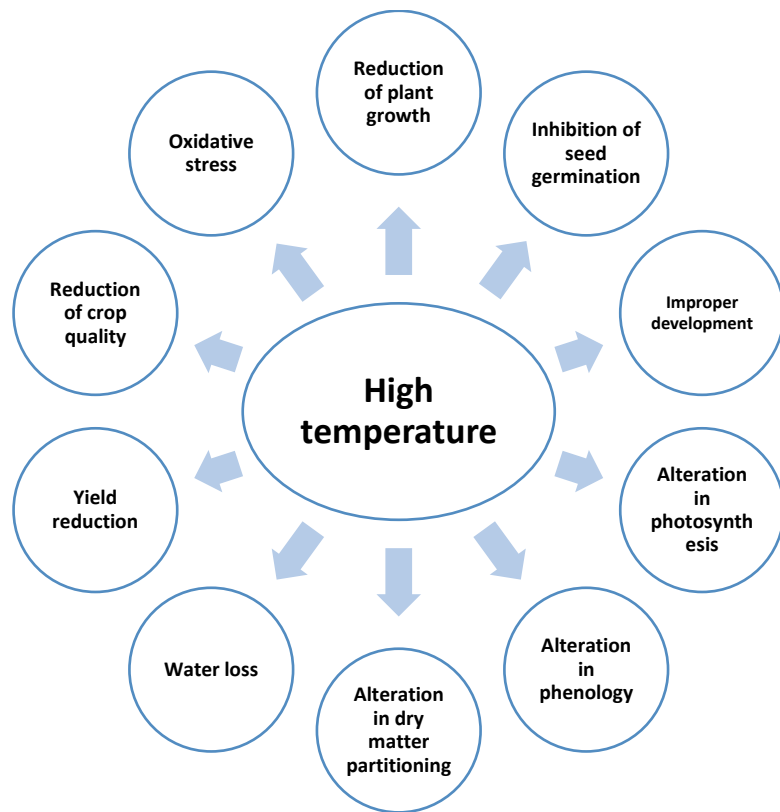 Reduction
of plant
growth
Inhibition of
seed
germination
Improper
development
Alteration
in
photosynth
esis
Alteration
in
phenology
Alteration
in dry
matter
partitioning
Water loss
Yield
reduction
Reduction
of crop
quality
Oxidative
stress
High
temperature